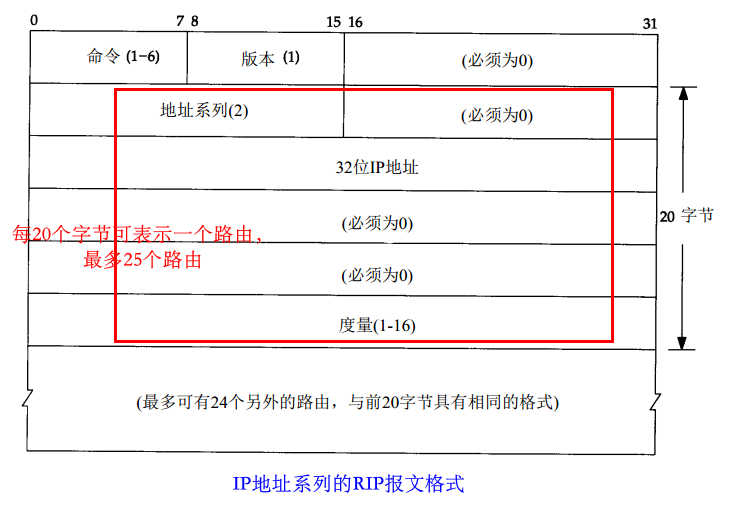 0 7 8 15 16 31
命令 (1-6) 版本 (1) (必须为0)
地址系列(2) (必须为0)
32位IP地址
(必须为0)
20 字节
每20个字节可表示一个路由，
最多25个路由
(必须为0)
度量(1-16)
(最多可有24个另外的路由，与前20字节具有相同的格式)
IP地址系列的RIP报文格式